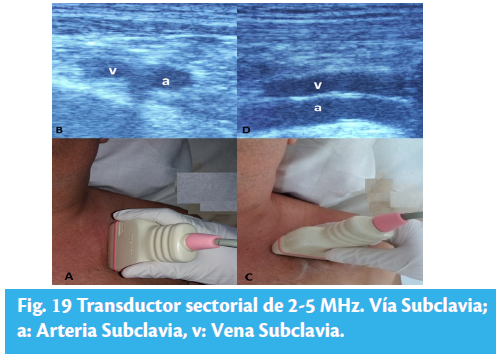 v
a
B
v
a
D
A
C
Fig. 19 Transductor sectorial de 2-5 MHz. Vía Subclavia;
a: Arteria Subclavia, v: Vena Subclavia.